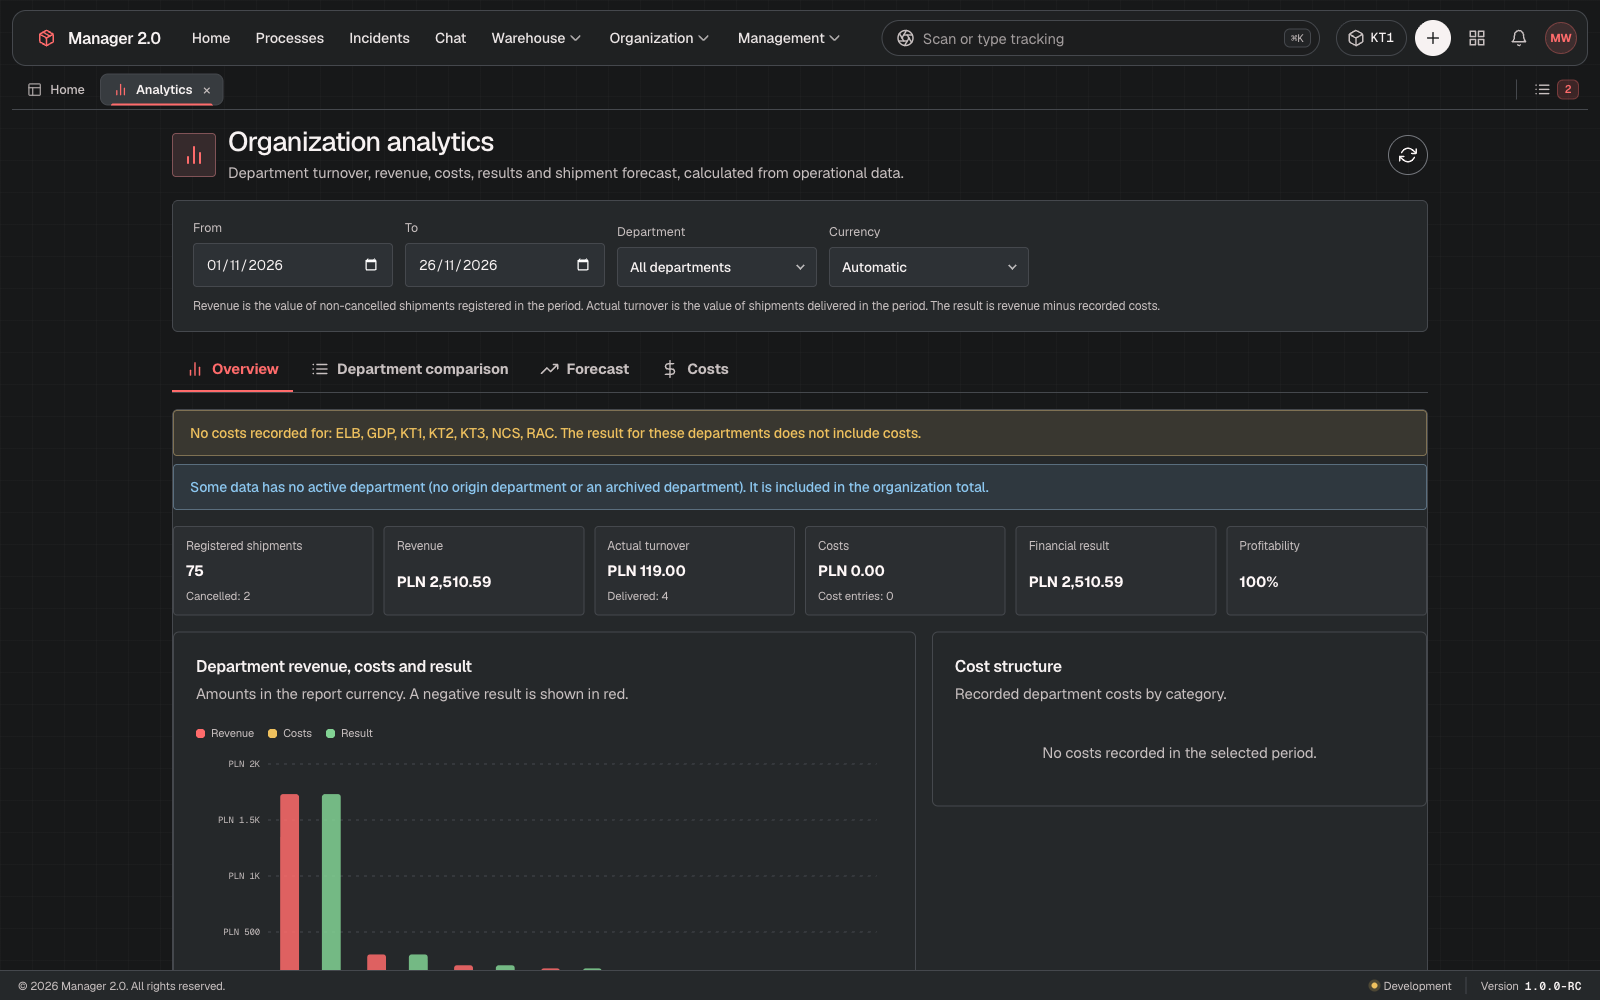 Manager 2.0
Home
Processes
Incidents
Chat
Warehouse
Organization
Management
Scan or type tracking
⌘K
KT1
MW
Home
Analytics
2
Organization analytics
Department turnover, revenue, costs, results and shipment forecast, calculated from operational data.
From
To
Department
Currency
01/11/2026
26/11/2026
All departments
Automatic
Revenue is the value of non-cancelled shipments registered in the period. Actual turnover is the value of shipments delivered in the period. The result is revenue minus recorded costs.
Overview
Department comparison
Forecast
Costs
No costs recorded for: ELB, GDP, KT1, KT2, KT3, NCS, RAC. The result for these departments does not include costs.
Some data has no active department (no origin department or an archived department). It is included in the organization total.
Registered shipments
75
Cancelled: 2
Revenue
PLN 2,510.59
Actual turnover
PLN 119.00
Delivered: 4
Costs
PLN 0.00
Cost entries: 0
Financial result
PLN 2,510.59
Profitability
100%
Department revenue, costs and result
Amounts in the report currency. A negative result is shown in red.
Revenue
Costs
Result
PLN 2K
PLN 1.5K
PLN 1K
PLN 500
Cost structure
Recorded department costs by category.
No costs recorded in the selected period.
© 2026 Manager 2.0. All rights reserved.
Development
Version 1.0.0-RC